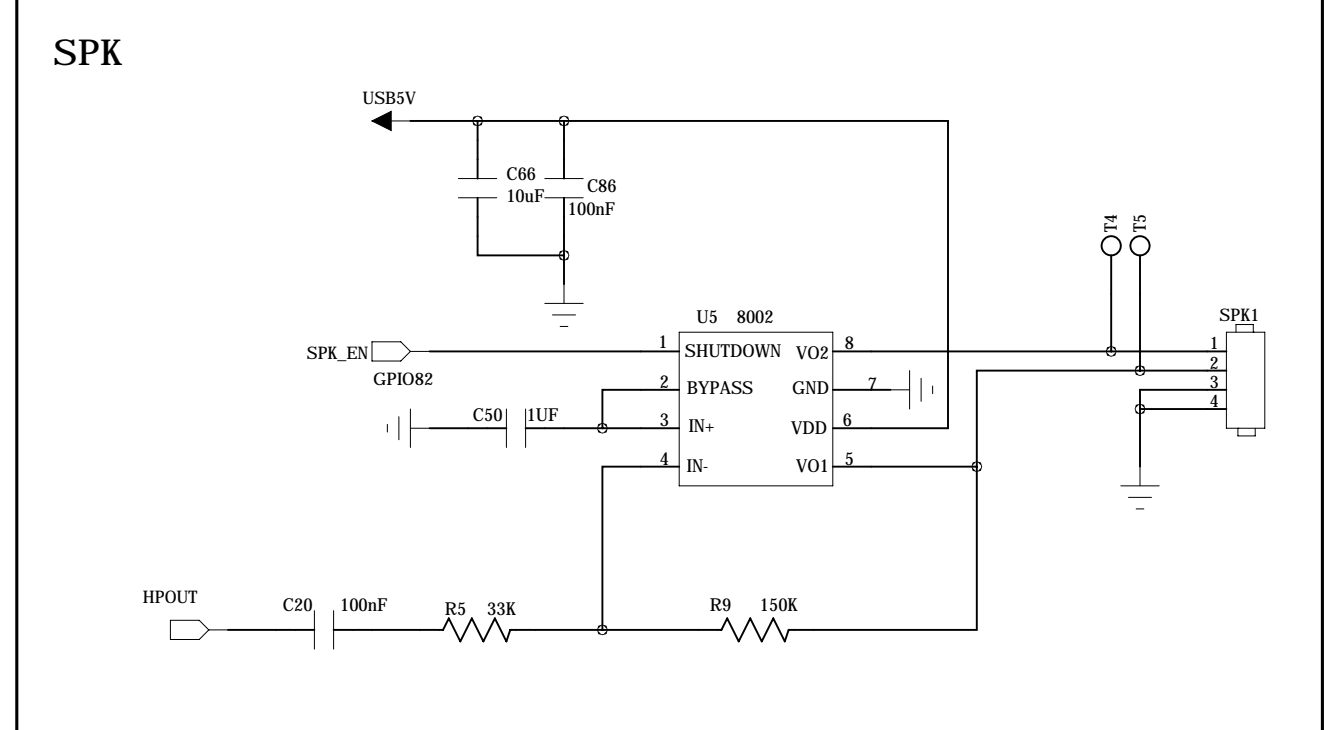 SPK
USB5V
C66
10uF
C86
100nF
T4
T5
U5 8002
SPK1
SPK_EN
GPIO82
1 SHUTDOWN VO2 8
2 BYPASS GND 7
3 IN+ VDD 6
4 IN- VO1 5
C50 1UF
1
2
3
4
HPOUT
C20 100nF
R5 33K
R9 150K